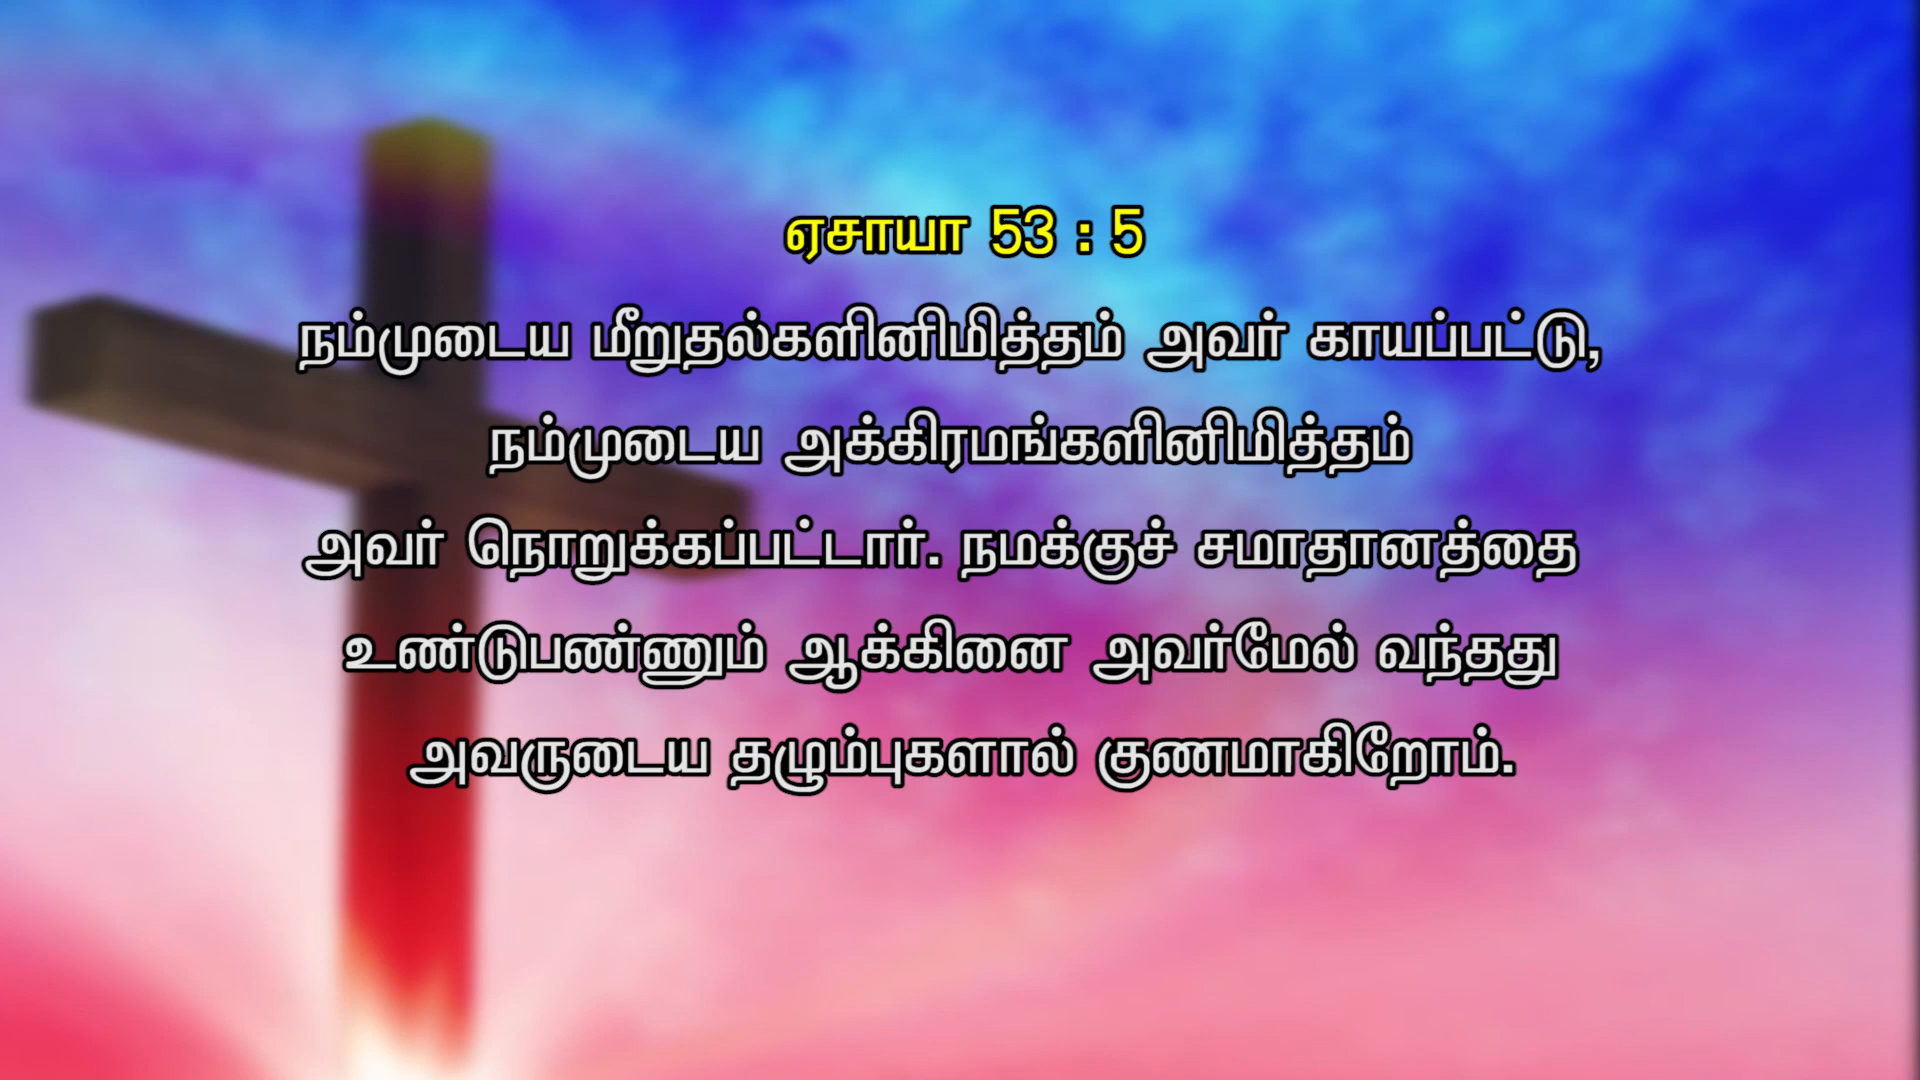 ஏசாயா 53 : 5
நம்முடைய மீறுதல்களினிமித்தம் அவர் காயப்பட்டு,
நம்முடைய அக்கிரமங்களினிமித்தம்
அவர் நொறுக்கப்பட்டார். நமக்குச் சமாதானத்தை
உண்டுபண்ணும் ஆக்கினை அவர்மேல் வந்தது
அவருடைய தழும்புகளால் குணமாகிறோம்.